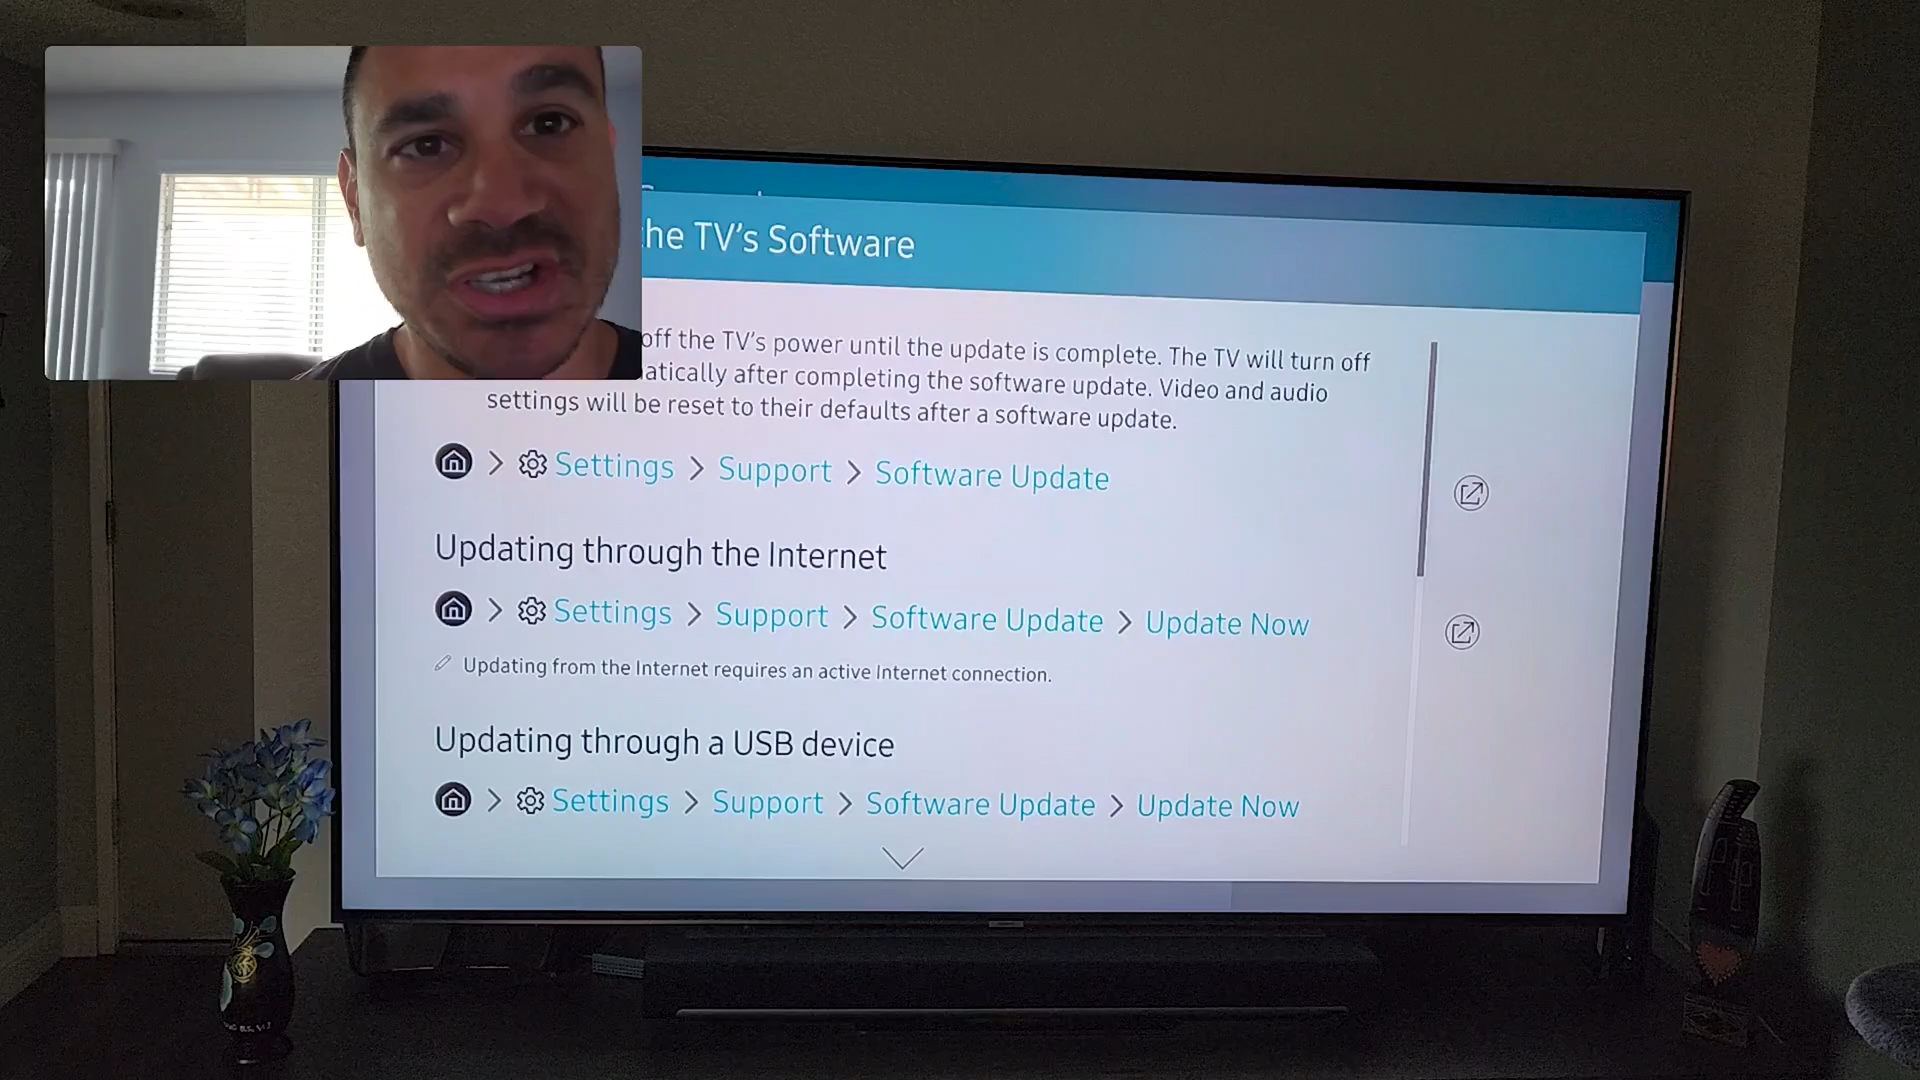 he TV's Software
off the TV's power until the update is complete. The TV will turn off
atically after completing the software update. Video and audio
settings will be reset to their defaults after a software update.
> Settings > Support > Software Update
Updating through the Internet
> Settings > Support > Software Update > Update Now
Updating from the Internet requires an active Internet connection.
Updating through a USB device
> Settings > Support > Software Update > Update Now